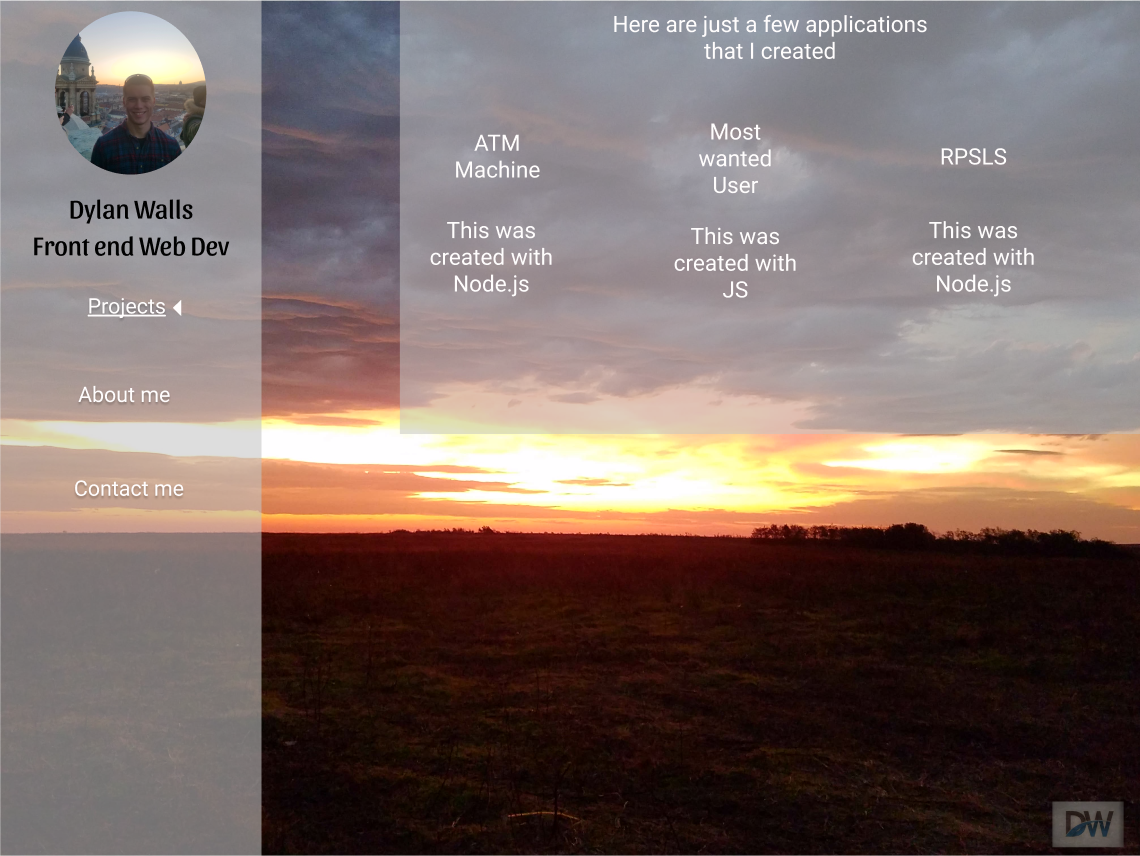 Dylan Walls
Front end Web Dev
Projects
About me
Contact me
Here are just a few applications
that I created
ATM
Machine
Most
wanted
User
RPSLS
This was
created with
Node.js
This was
created with
JS
This was
created with
Node.js
DW